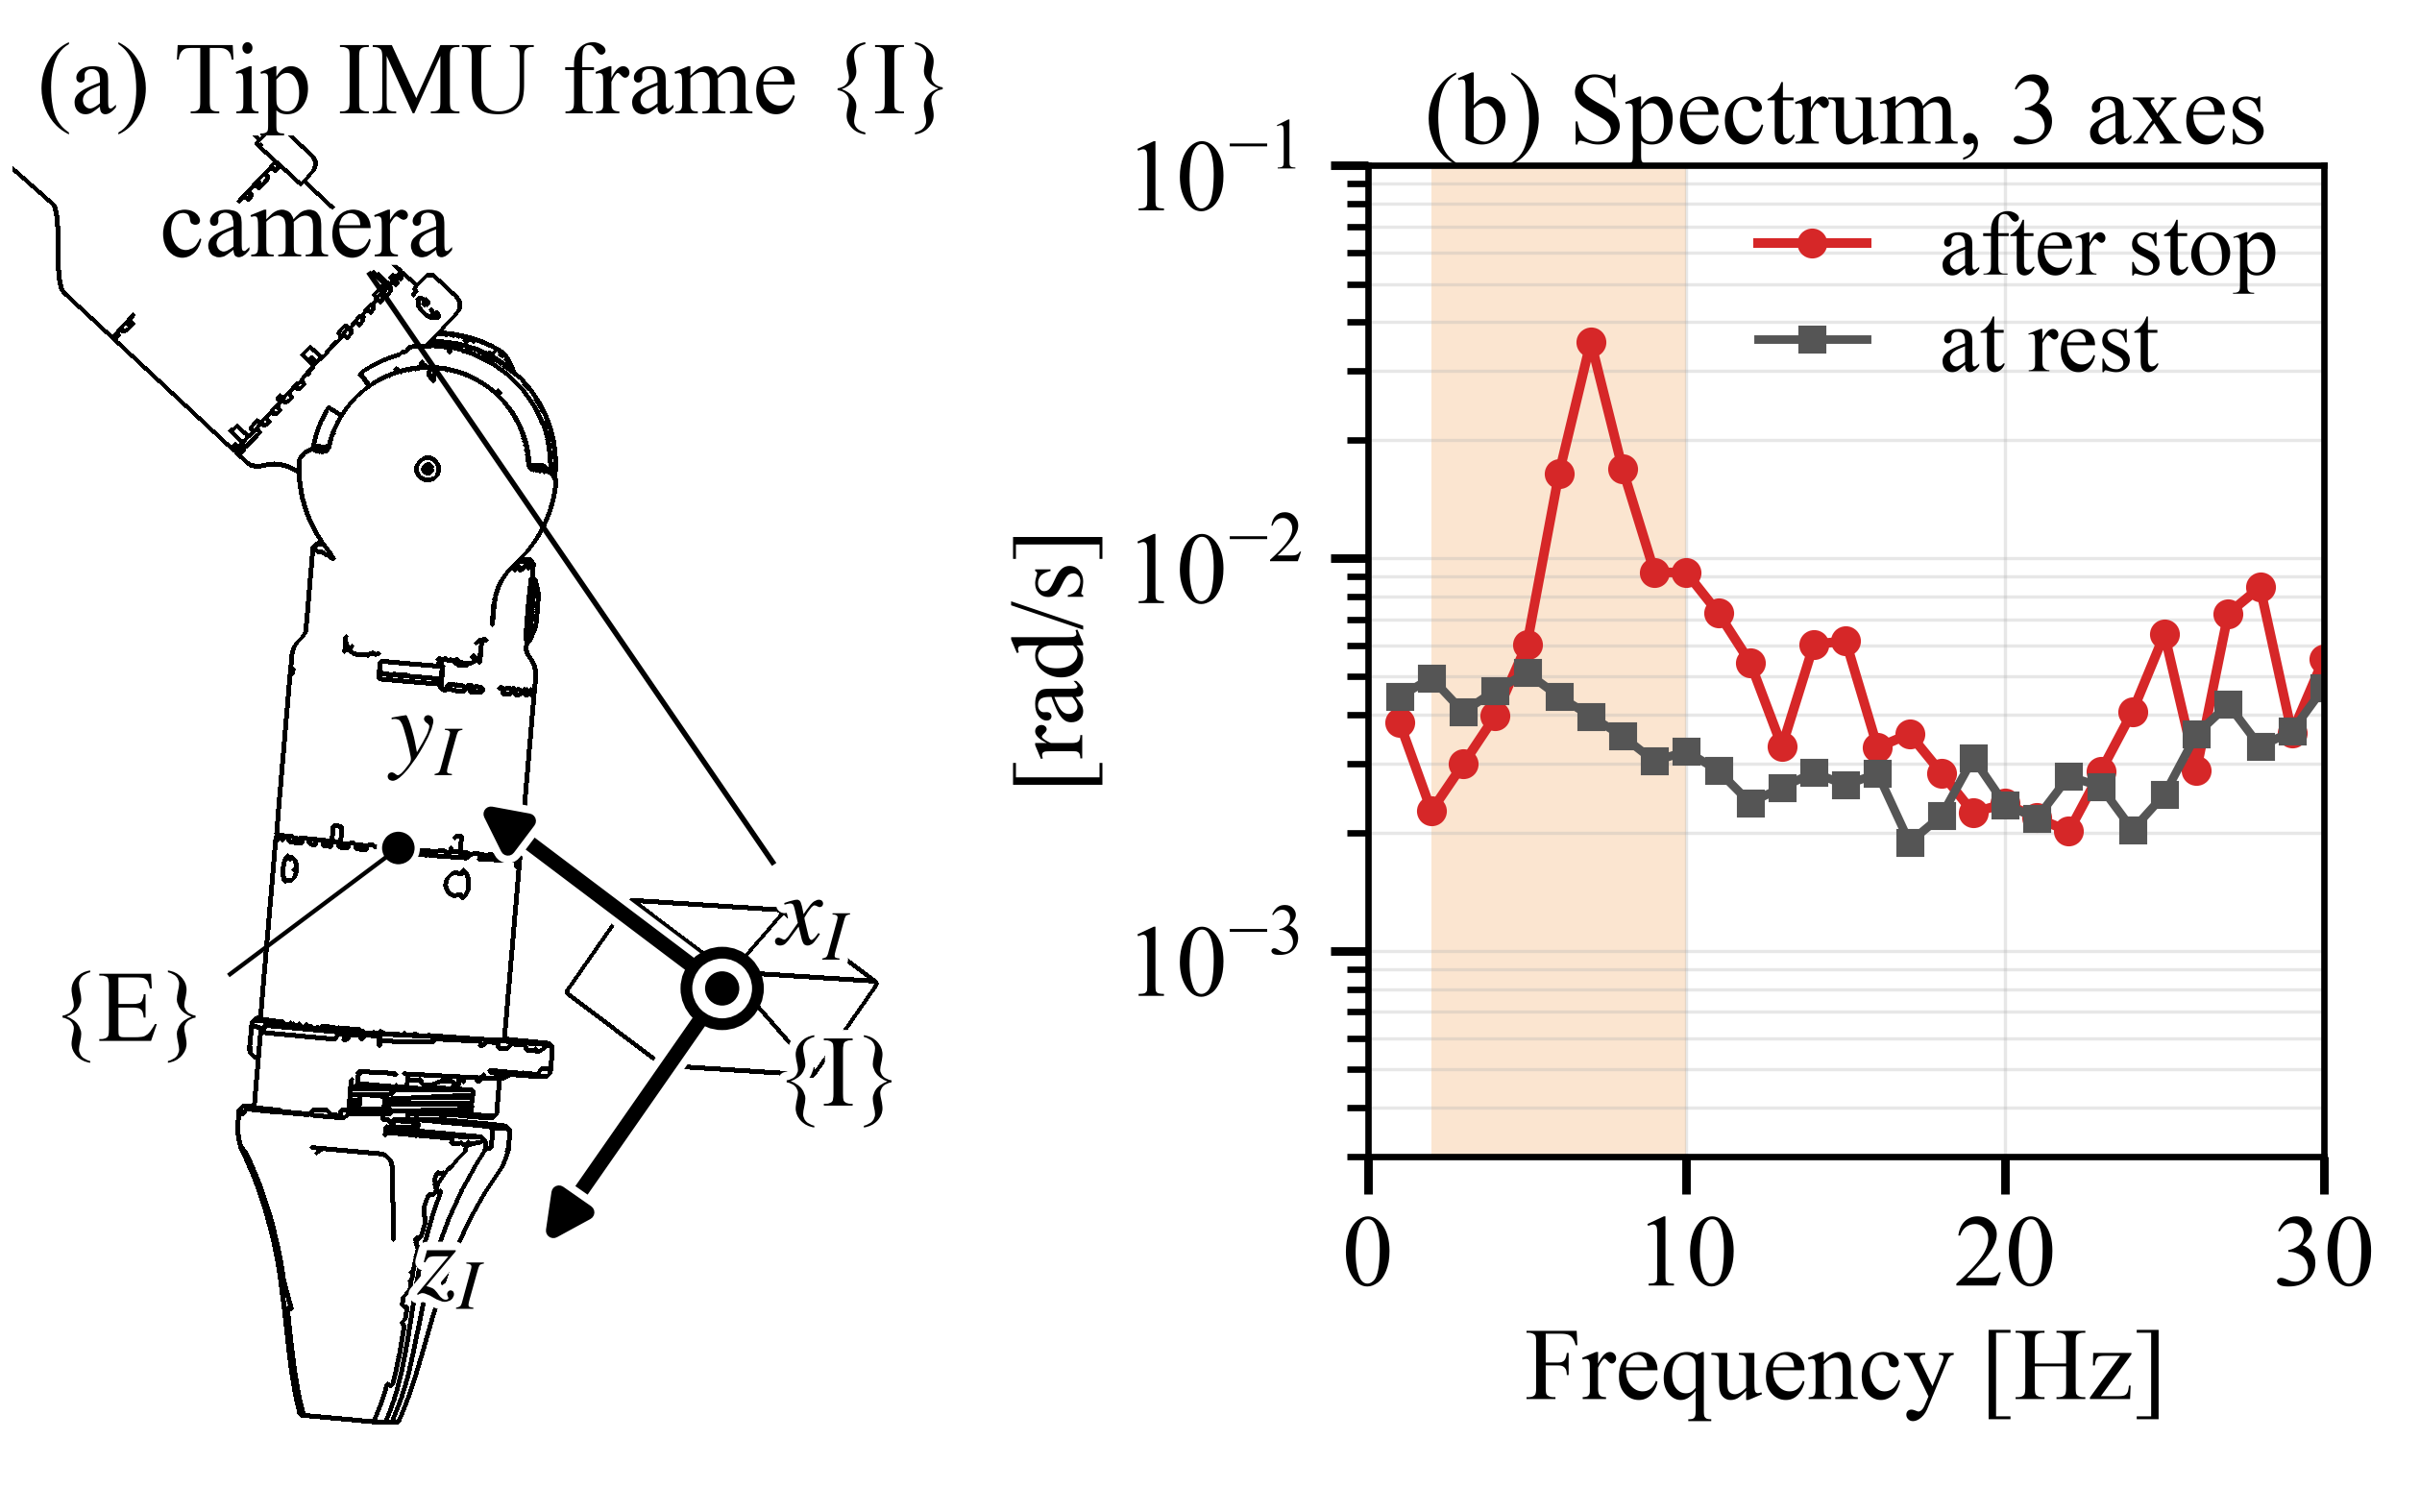 (a) Tip IMU frame {I}
camera
y_I
x_I
{E}
{I}
z_I
(b) Spectrum, 3 axes
10^−1
10^−2
10^−3
[rad/s]
after stop
at rest
0 10 20 30
Frequency [Hz]